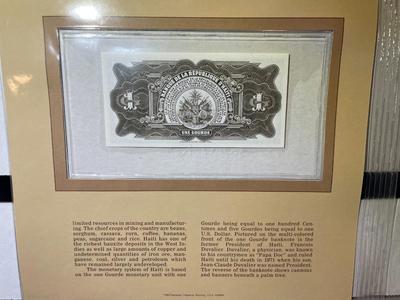 BANQUE DE LA RÉPUBLIQUE D'HAITI
1 1
UNE GOURDE
limited resources in mining and manufactur-
ing. The chief crops of the country are beans,
sorghum, cassava, corn, coffee, bananas,
peas, sugarcane and rice. Haiti has one of
the richest bauxite deposits in the West In-
dies as well as large amounts of copper and
undetermined quantities of iron ore, man-
ganese, coal, silver and petroleum which
have remained largely undeveloped.
The monetary system of Haiti is based
on the one Gourde monetary unit with one
Gourde being equal to one hundred Cen-
times and five Gourdes being equal to one
U.S. Dollar. Pictured on the multi-colored
front of the one Gourde banknote is the
former President of Haiti, Francois
Duvalier. Duvalier, a physician, was known
to his countrymen as "Papa Doc" and ruled
Haiti until his death in 1971 when his son,
Jean-Claude Duvalier was named President.
The reverse of the banknote shows cannons
and banners beneath a palm tree.